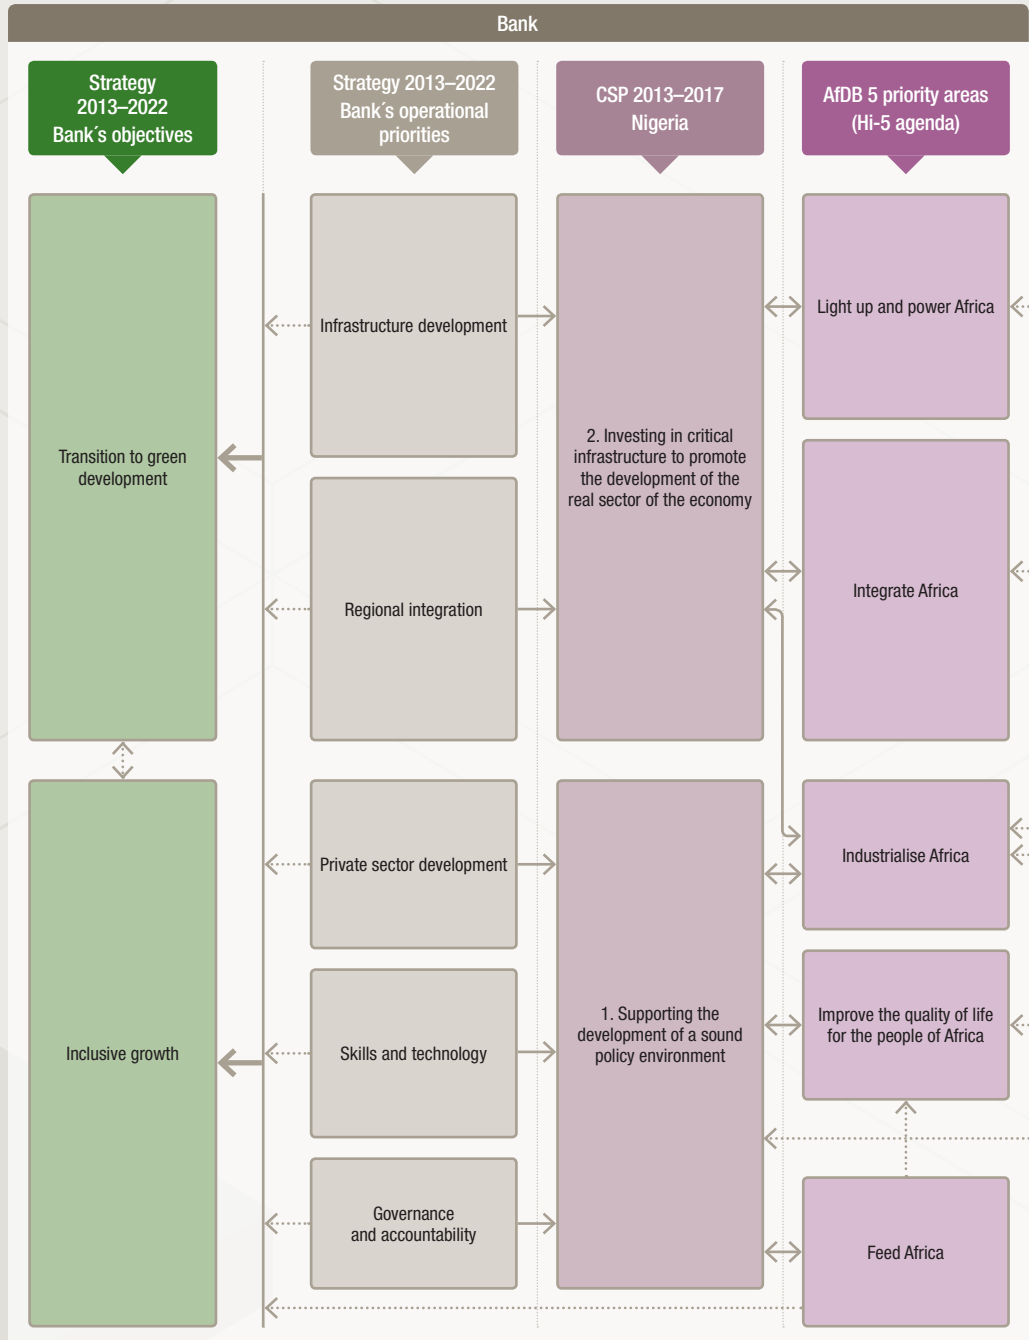 Bank
Strategy
2013–2022
Bank´s objectives
Strategy 2013–2022
Bank´s operational
priorities
CSP 2013–2017
Nigeria
AfDB 5 priority areas
(Hi-5 agenda)
Transition to green
development
Inclusive growth
Infrastructure development
Regional integration
Private sector development
Skills and technology
Governance
and accountability
2. Investing in critical
infrastructure to promote
the development of the
real sector of the economy
1. Supporting the
development of a sound
policy environment
Light up and power Africa
Integrate Africa
Industrialise Africa
Improve the quality of life
for the people of Africa
Feed Africa